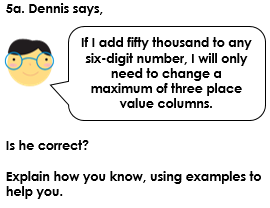 5a. Dennis says,
If I add fifty thousand to any
six-digit number, I will only
need to change a
maximum of three place
value columns.
Is he correct?
Explain how you know, using examples to
help you.